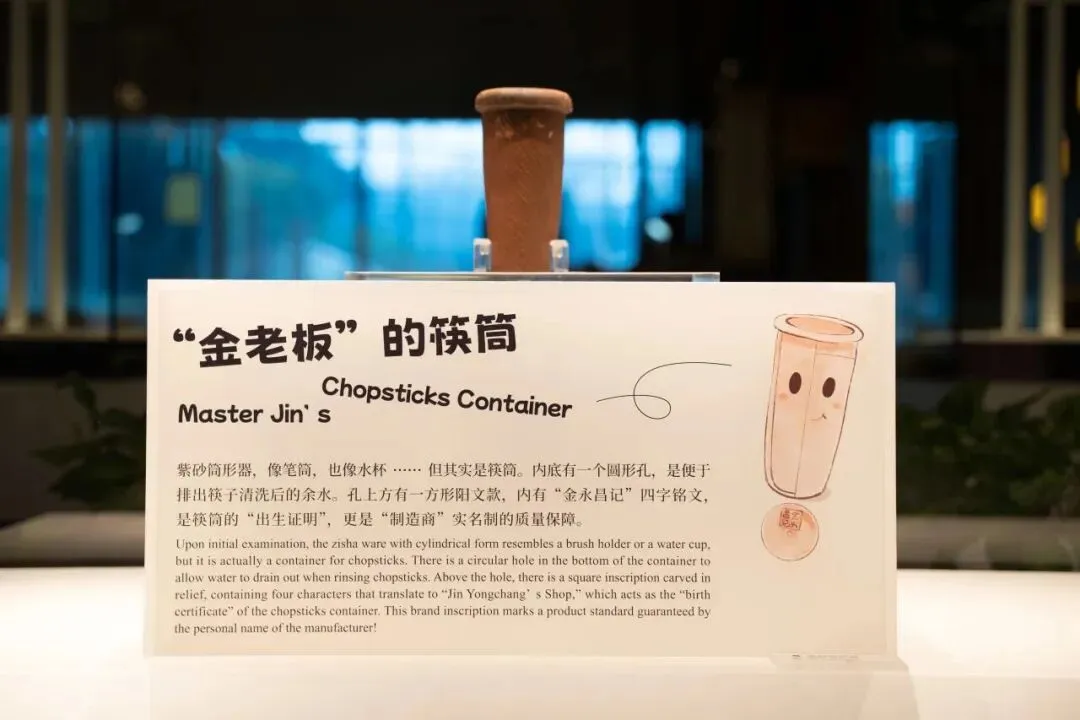 “金老板”的筷筒
Chopsticks Container
Master Jin’s
紫砂筒形器，像笔筒，也像水杯……但其实是筷筒。内底有一个圆形孔，是便于
排出筷子清洗后的余水。孔上方有一方形阳文款，内有“金永昌记”四字铭文，
是筷筒的“出生证明”，更是“制造商”实名制的质量保障。
Upon initial examination, the zisha ware with cylindrical form resembles a brush holder or a water cup,
but it is actually a container for chopsticks. There is a circular hole in the bottom of the container to
allow water to drain out when rinsing chopsticks. Above the hole, there is a square inscription carved in
relief, containing four characters that translate to “Jin Yongchang’s Shop,” which acts as the “birth
certificate” of the chopsticks container. This brand inscription marks a product standard guaranteed by
the personal name of the manufacturer!